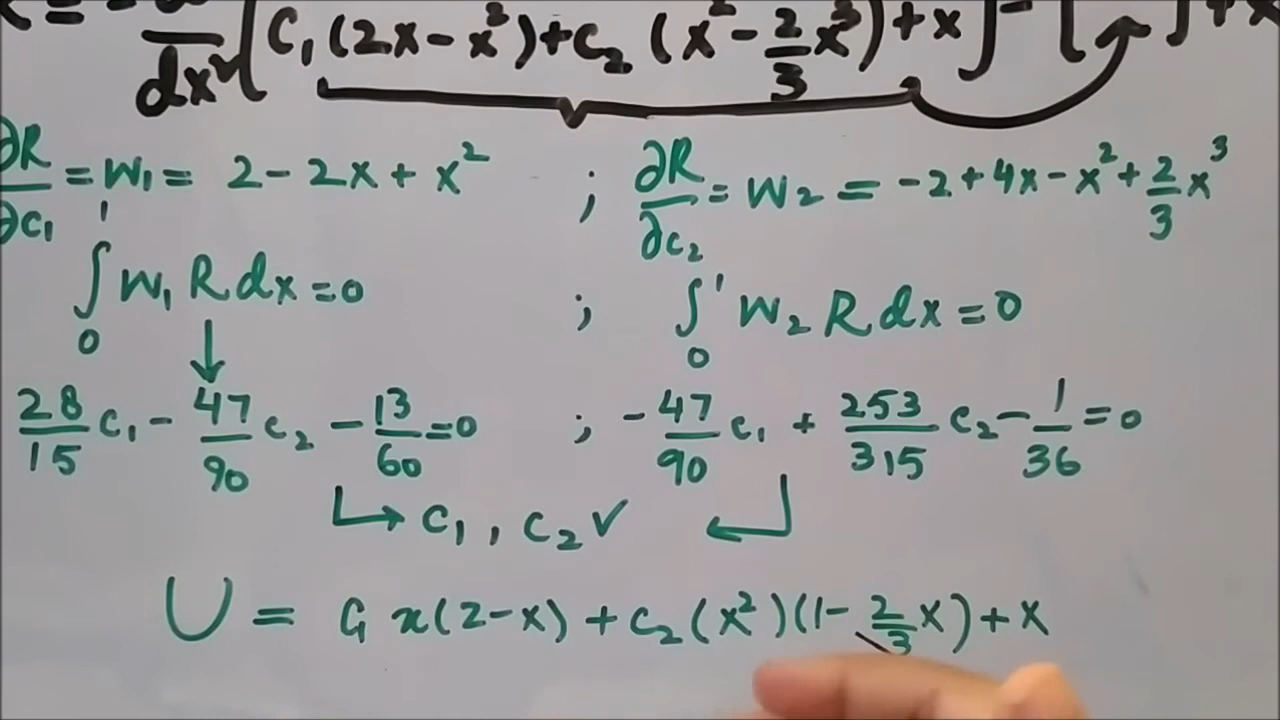 d/dx² [ C₁ (2x - x²) + C₂ (x² - 2/3 x³) + x ] - [ ] + x
∂R/∂C₁ = W₁ = 2 - 2x + x² ; ∂R/∂C₂ = W₂ = -2 + 4x - x² + 2/3 x³
∫₀¹ W₁ R dx = 0 ; ∫₀¹ W₂ R dx = 0
↓
28/15 C₁ - 47/90 C₂ - 13/60 = 0 ; - 47/90 C₁ + 253/315 C₂ - 1/36 = 0
↳ C₁ , C₂ ✓ ↵
U = C₁ x (2 - x) + C₂ (x²)(1 - 2/3 x) + x